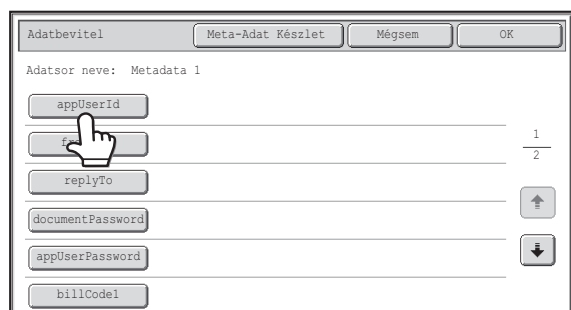 Adatbevitel Meta-Adat Készlet Mégsem OK
Adatsor neve: Metadata 1
appUserId
1
2
replyTo
documentPassword
appUserPassword
billCode1